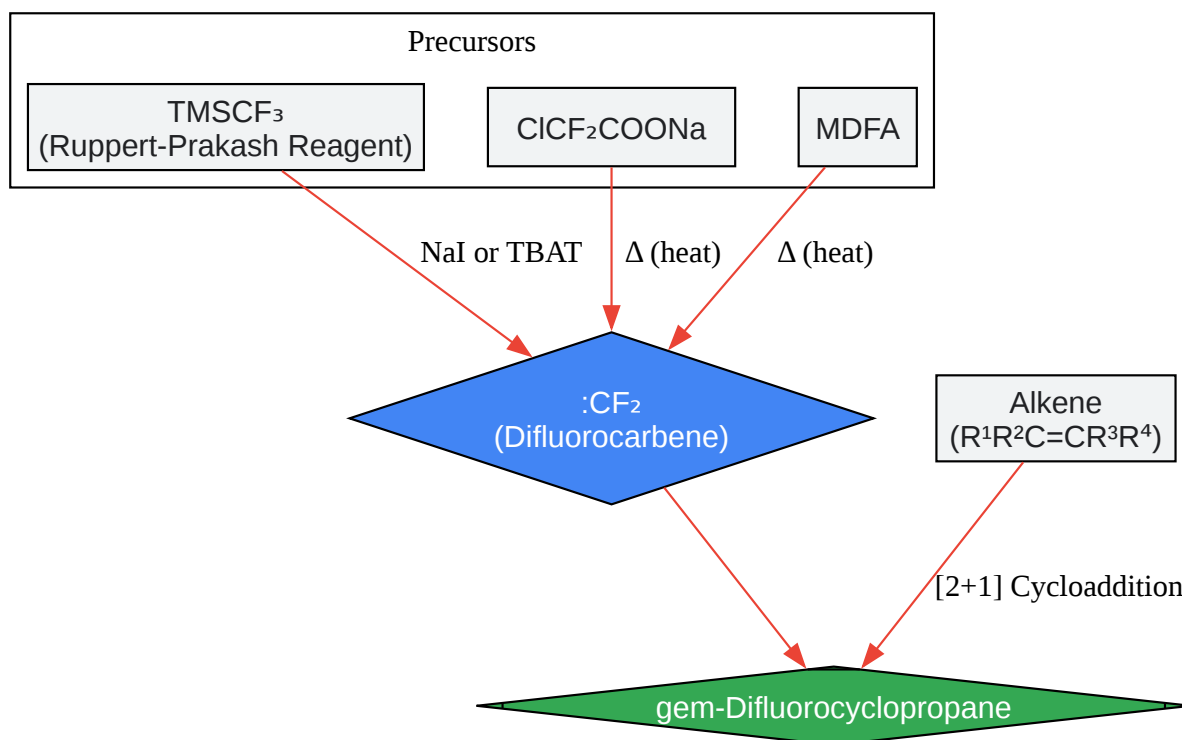 Precursors
TMSCF₃
(Ruppert-Prakash Reagent)
ClCF₂COONa
MDFA
NaI or TBAT
Δ (heat)
Δ (heat)
:CF₂
(Difluorocarbene)
Alkene
(R¹R²C=CR³R⁴)
[2+1] Cycloaddition
gem-Difluorocyclopropane